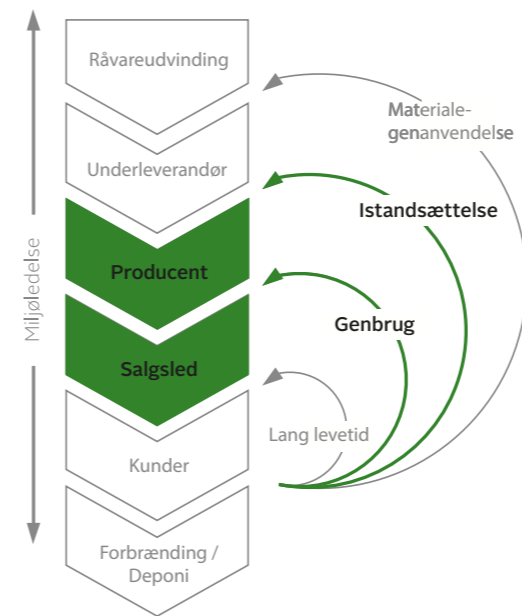 Miljøledelse
Råvareudvinding
Underleverandør
Producent
Salgsled
Kunder
Forbrænding /
Deponi
Materiale-
genanvendelse
Istandsættelse
Genbrug
Lang levetid